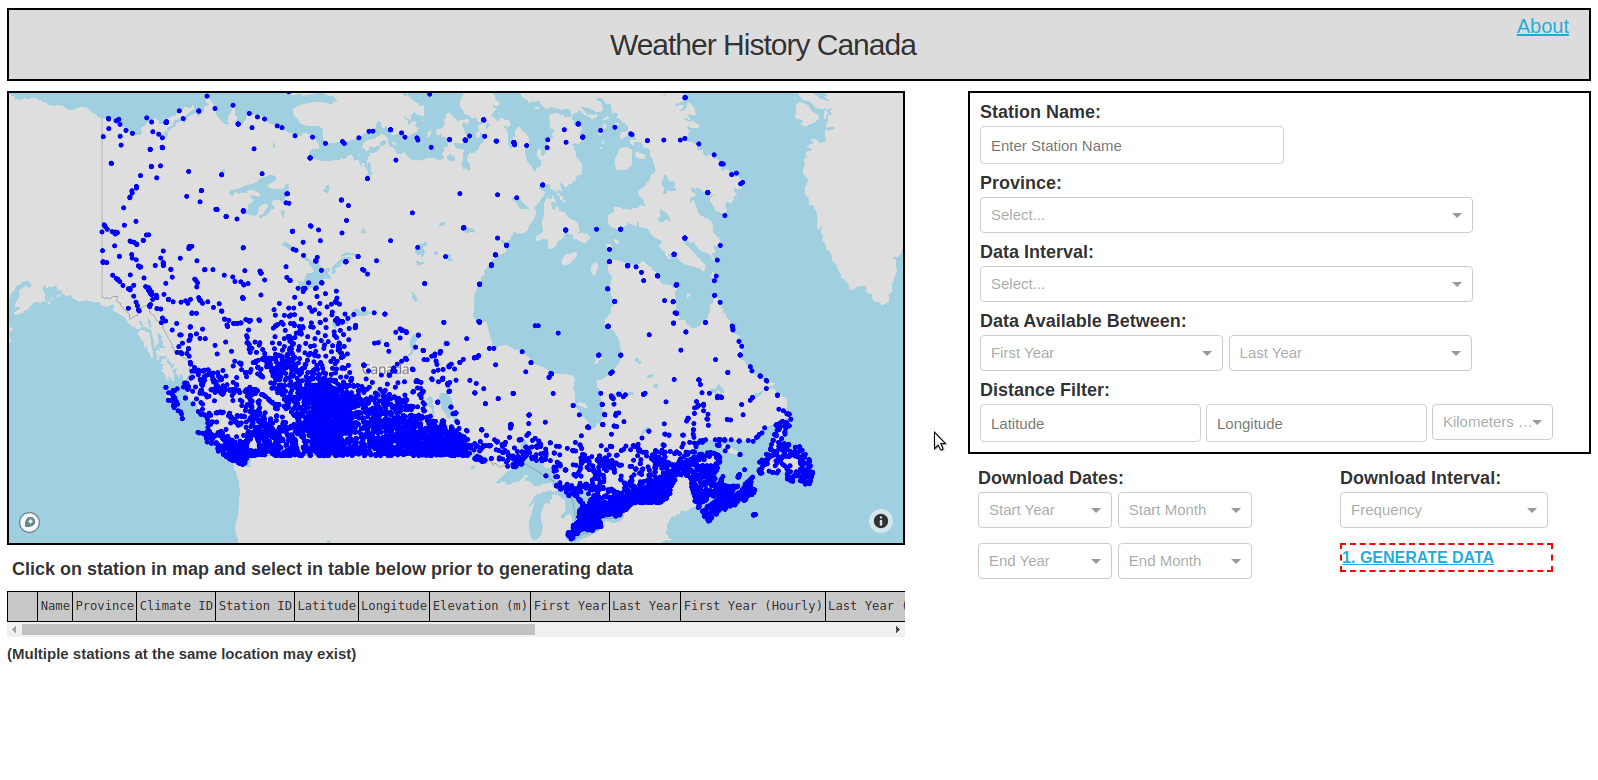 About
Weather History Canada
Canada
Station Name:
Enter Station Name
Province:
Select...
Data Interval:
Select...
Data Available Between:
First Year Last Year
Distance Filter:
Latitude Longitude Kilometers ...
Download Dates: Download Interval:
Start Year Start Month Frequency
End Year End Month 1. GENERATE DATA
Click on station in map and select in table below prior to generating data
Name Province Climate ID Station ID Latitude Longitude Elevation (m) First Year Last Year First Year (Hourly) Last Year (
(Multiple stations at the same location may exist)